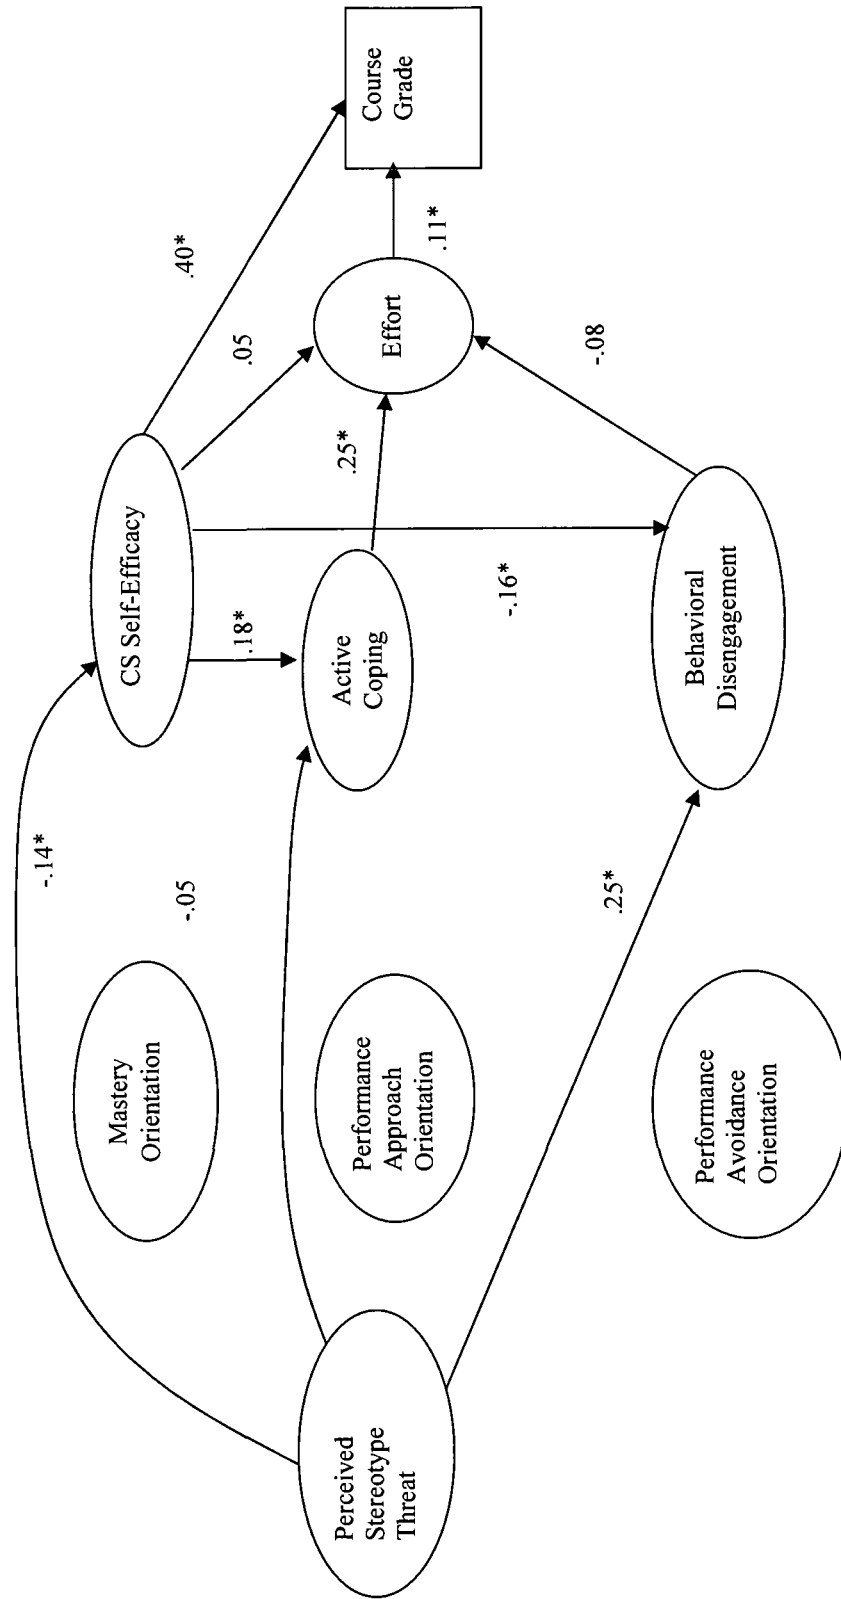 Perceived
Stereotype
Threat
Mastery
Orientation
Performance
Approach
Orientation
Performance
Avoidance
Orientation
-.14*
-.05
.25*
CS Self-Efficacy
Active
Coping
Behavioral
Disengagement
.18*
-.16*
.25*
.05
.40*
-.08
Effort
.11*
Course
Grade